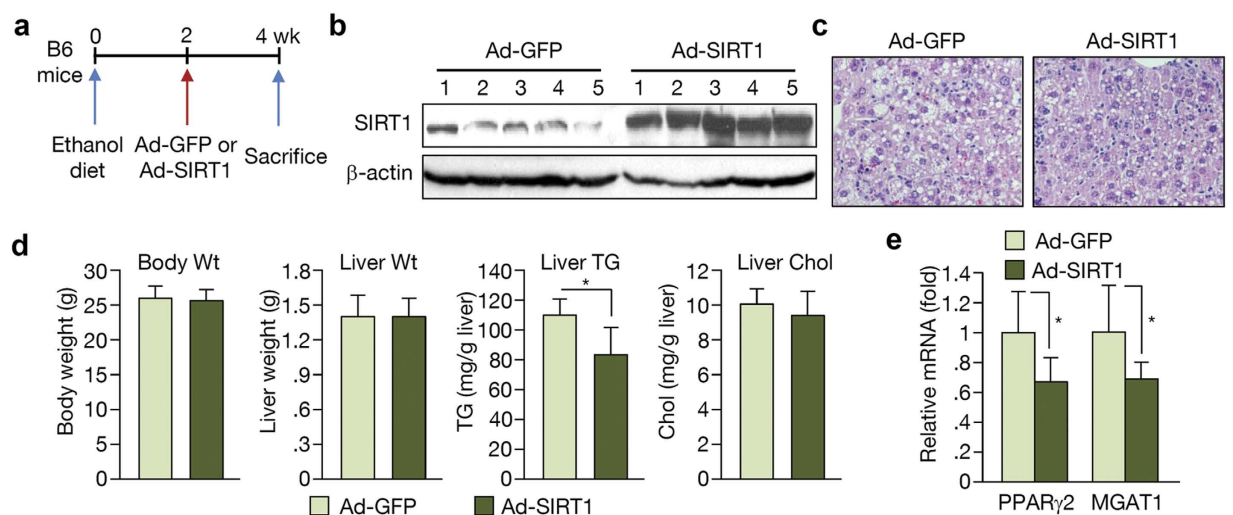 a
0 2 4 wk
B6
mice
Ethanol
diet
Ad-GFP or
Ad-SIRT1
Sacrifice
b
Ad-GFP Ad-SIRT1
1 2 3 4 5 1 2 3 4 5
SIRT1
β-actin
c
Ad-GFP Ad-SIRT1
d
Body Wt
Body weight (g)
30
25
20
15
10
5
0
Liver Wt
Liver weight (g)
1.8
1.5
1.2
.9
.6
.3
0
Liver TG
TG (mg/g liver)
140
120
100
80
60
40
20
0
*
Liver Chol
Chol (mg/g liver)
12
10
8
6
4
2
0
Ad-GFP Ad-SIRT1
e
Ad-GFP
Ad-SIRT1
Relative mRNA (fold)
1.4
1.2
1
.8
.6
.4
.2
0
* *
PPARγ2 MGAT1